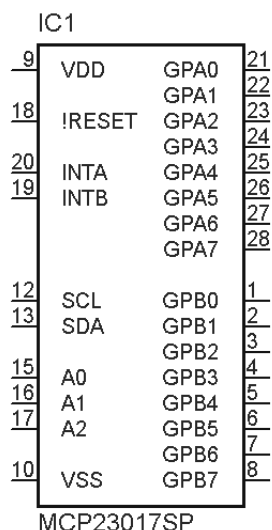 IC1
9 VDD GPA0 21
GPA1 22
18 !RESET GPA2 23
GPA3 24
20 INTA GPA4 25
19 INTB GPA5 26
GPA6 27
GPA7 28
12 SCL GPB0 1
13 SDA GPB1 2
GPB2 3
15 A0 GPB3 4
16 A1 GPB4 5
17 A2 GPB5 6
GPB6 7
10 VSS GPB7 8
MCP23017SP